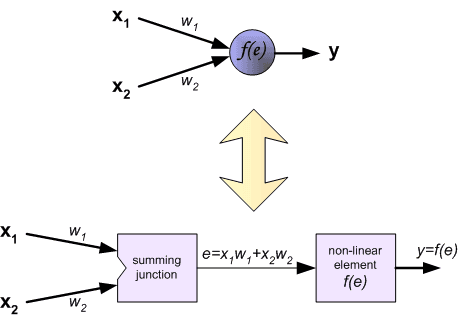 x₁ w₁
f(e) y
x₂ w₂
x₁ w₁
summing
junction
e=x₁w₁+x₂w₂
non-linear
element
f(e)
y=f(e)
x₂ w₂